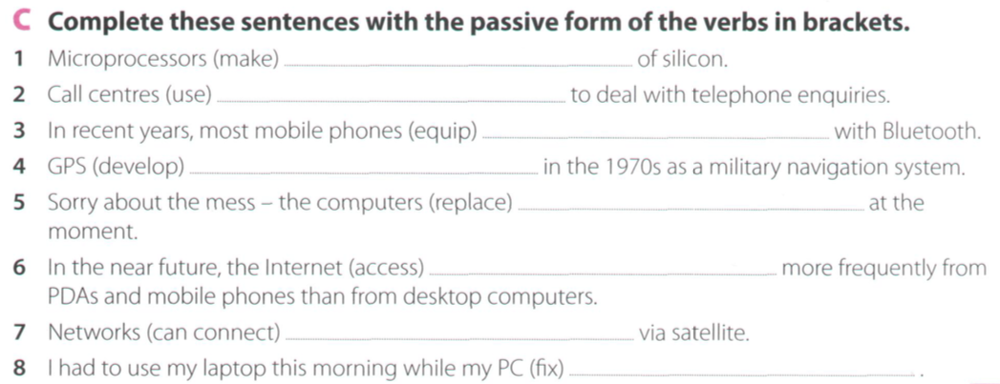 C Complete these sentences with the passive form of the verbs in brackets.
1 Microprocessors (make) ____________ of silicon.
2 Call centres (use) ____________ to deal with telephone enquiries.
3 In recent years, most mobile phones (equip) ____________ with Bluetooth.
4 GPS (develop) ____________ in the 1970s as a military navigation system.
5 Sorry about the mess – the computers (replace) ____________ at the
moment.
6 In the near future, the Internet (access) ____________ more frequently from
PDAs and mobile phones than from desktop computers.
7 Networks (can connect) ____________ via satellite.
8 I had to use my laptop this morning while my PC (fix) ____________ .